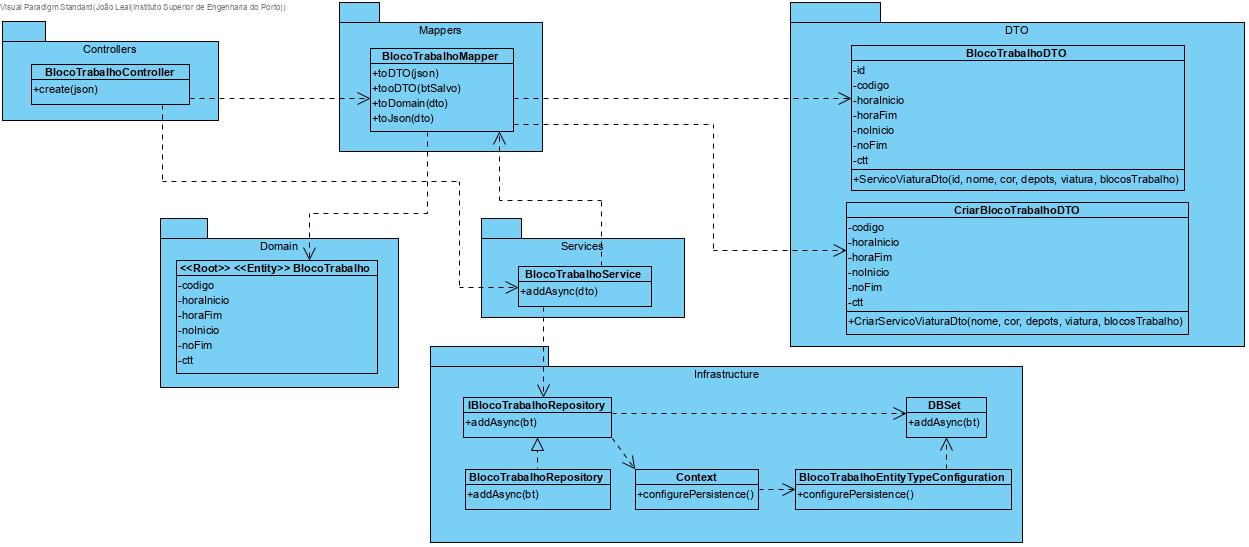 Visual Paradigm Standard(João Leal(Instituto Superior de Engenharia do Porto))
Controllers
BlocoTrabalhoController
+create(json)
Mappers
BlocoTrabalhoMapper
+toDTO(json)
+tooDTO(btSalvo)
+toDomain(dto)
+toJson(dto)
DTO
BlocoTrabalhoDTO
-id
-codigo
-horaInicio
-horaFim
-noInicio
-noFim
-ctt
+ServicoViaturaDto(id, nome, cor, depots, viatura, blocosTrabalho)
CriarBlocoTrabalhoDTO
-codigo
-horaInicio
-horaFim
-noInicio
-noFim
-ctt
+CriarServicoViaturaDto(nome, cor, depots, viatura, blocosTrabalho)
Domain
<<Root>> <<Entity>> BlocoTrabalho
-codigo
-horaInicio
-horaFim
-noInicio
-noFim
-ctt
Services
BlocoTrabalhoService
+addAsync(dto)
Infrastructure
IBlocoTrabalhoRepository
+addAsync(bt)
DBSet
+addAsync(bt)
BlocoTrabalhoRepository
+addAsync(bt)
Context
+configurePersistence()
BlocoTrabalhoEntityTypeConfiguration
+configurePersistence()